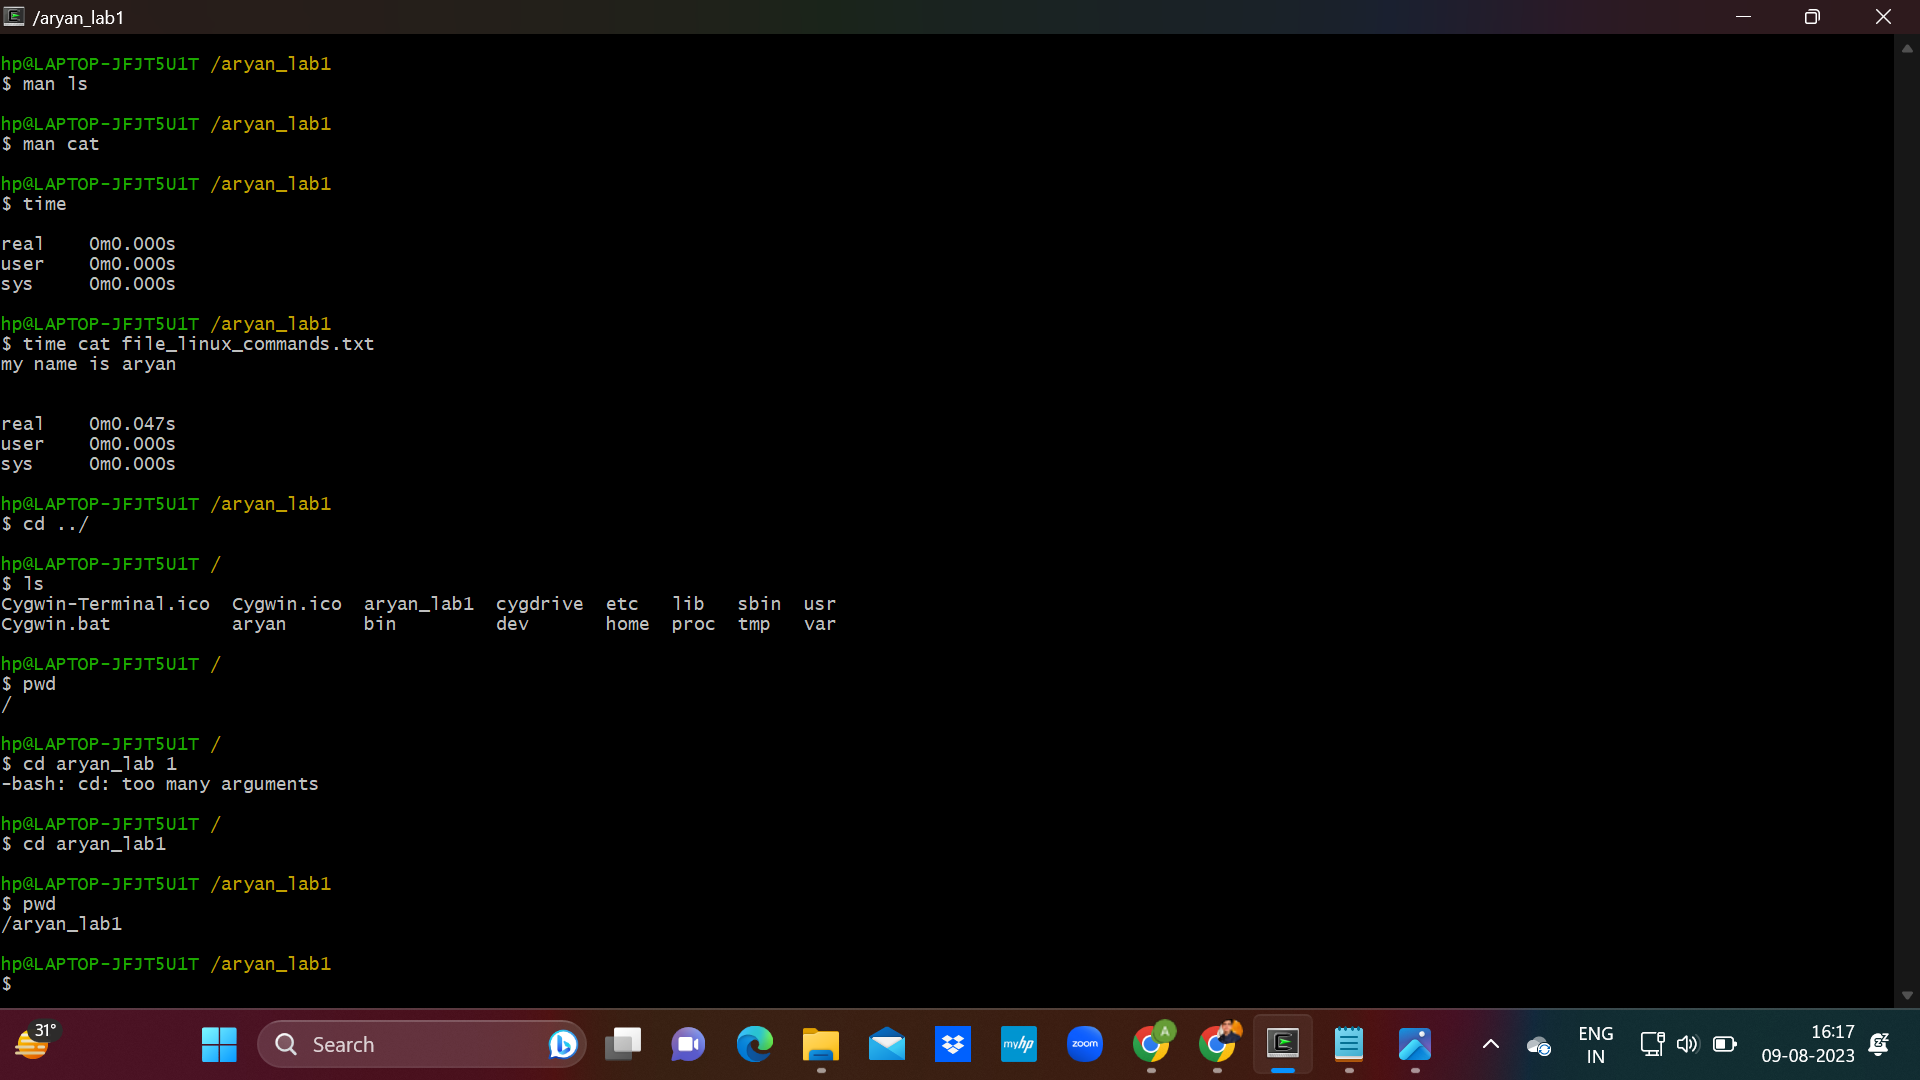 /aryan_lab1
hp@LAPTOP-JFJT5U1T /aryan_lab1
$ man ls
hp@LAPTOP-JFJT5U1T /aryan_lab1
$ man cat
hp@LAPTOP-JFJT5U1T /aryan_lab1
$ time
real    0m0.000s
user    0m0.000s
sys     0m0.000s
hp@LAPTOP-JFJT5U1T /aryan_lab1
$ time cat file_linux_commands.txt
my name is aryan
real    0m0.047s
user    0m0.000s
sys     0m0.000s
hp@LAPTOP-JFJT5U1T /aryan_lab1
$ cd ../
hp@LAPTOP-JFJT5U1T /
$ ls
Cygwin-Terminal.ico  Cygwin.ico  aryan_lab1  cygdrive  etc   lib   sbin  usr
Cygwin.bat           aryan       bin         dev       home  proc  tmp   var
hp@LAPTOP-JFJT5U1T /
$ pwd
/
hp@LAPTOP-JFJT5U1T /
$ cd aryan_lab 1
-bash: cd: too many arguments
hp@LAPTOP-JFJT5U1T /
$ cd aryan_lab1
hp@LAPTOP-JFJT5U1T /aryan_lab1
$ pwd
/aryan_lab1
hp@LAPTOP-JFJT5U1T /aryan_lab1
$
31°
Search
myhp
zoom
A
ENG
IN
16:17
09-08-2023